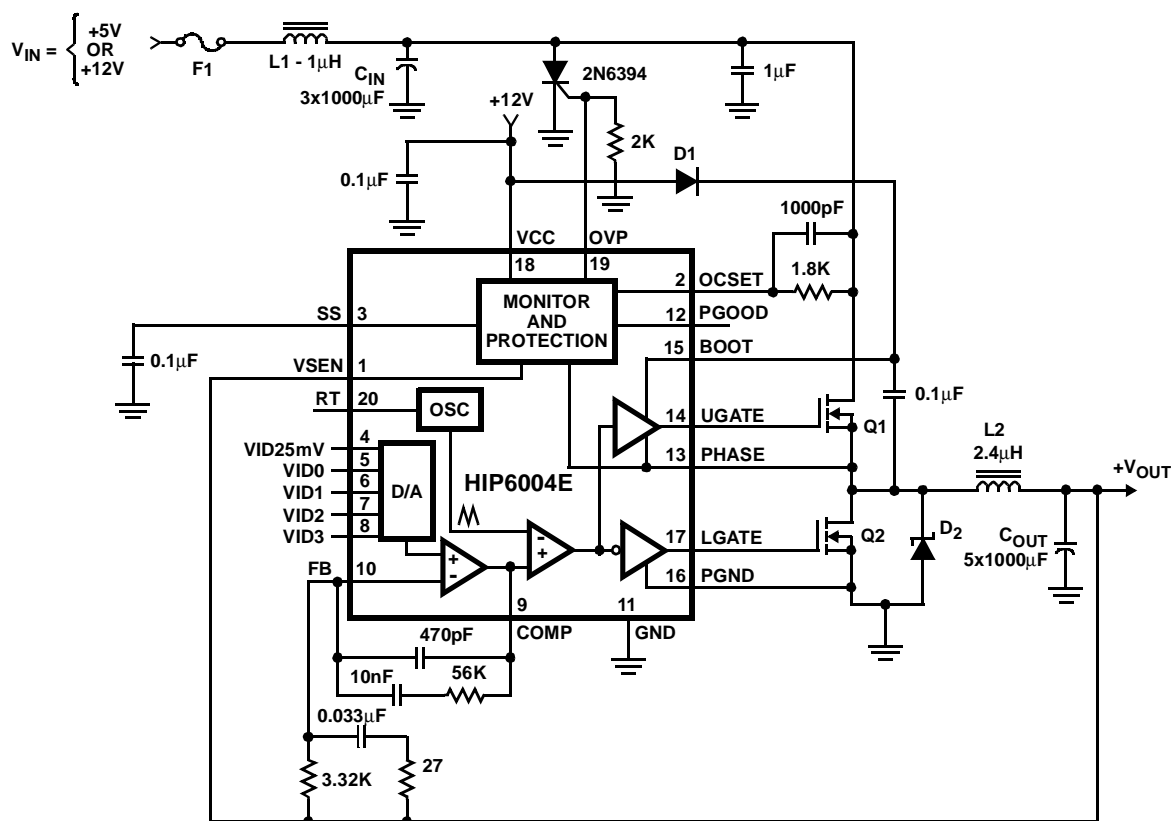 VIN =
+5V
OR
+12V
F1
L1 - 1µH
CIN
3x1000µF
2N6394
1µF
+12V
2K
D1
0.1µF
1000pF
VCC
OVP
18
19
2
OCSET
1.8K
MONITOR
AND
PROTECTION
SS
3
12
PGOOD
15
BOOT
0.1µF
VSEN
1
0.1µF
RT
20
OSC
14
UGATE
Q1
VID25mV
4
VID0
5
VID1
6
VID2
7
VID3
8
D/A
HIP6004E
13
PHASE
L2
2.4µH
+VOUT
-
+
17
LGATE
Q2
D2
COUT
5x1000µF
+
-
FB
10
16
PGND
9
11
COMP
GND
470pF
10nF
56K
0.033µF
3.32K
27